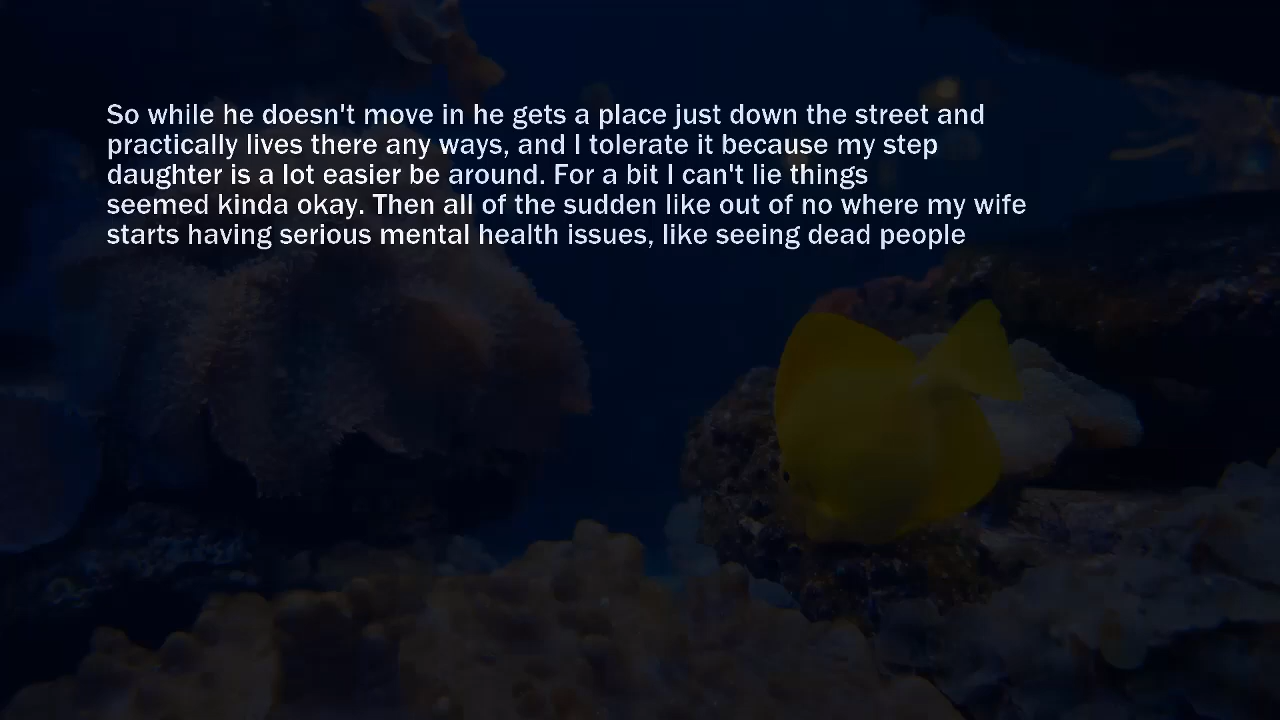 So while he doesn't move in he gets a place just down the street and
practically lives there any ways, and I tolerate it because my step
daughter is a lot easier be around. For a bit I can't lie things
seemed kinda okay. Then all of the sudden like out of no where my wife
starts having serious mental health issues, like seeing dead people